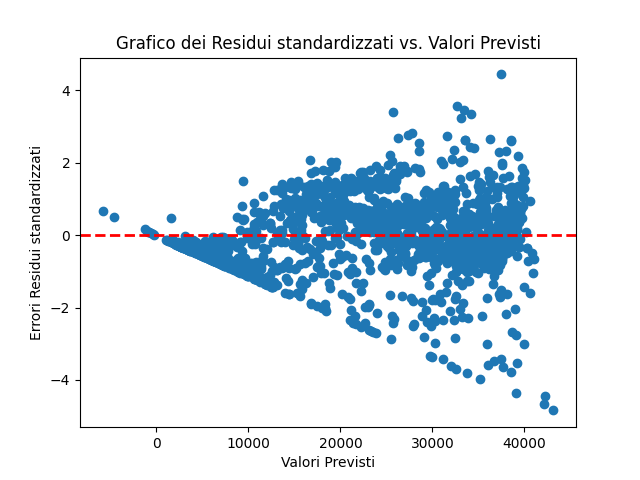 Grafico dei Residui standardizzati vs. Valori Previsti
Errori Residui standardizzati
4
2
0
−2
−4
0 10000 20000 30000 40000
Valori Previsti